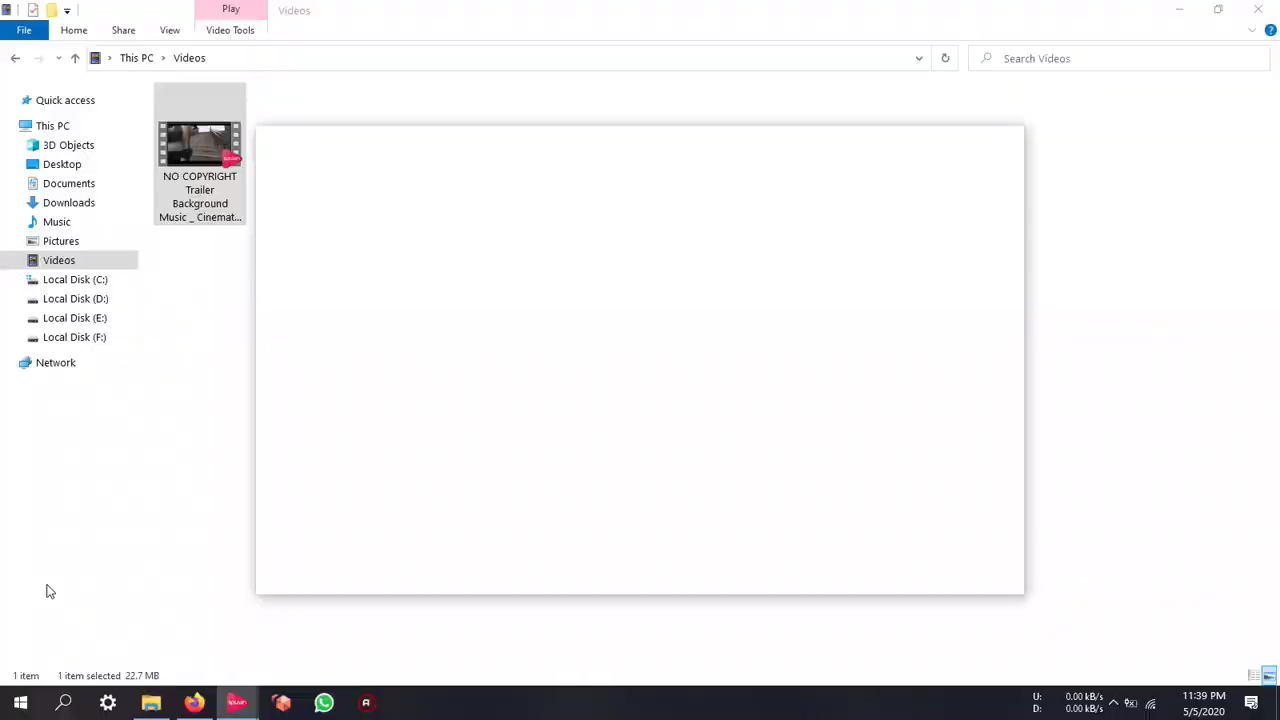 Play
Videos
File
Home
Share
View
Video Tools
This PC
Videos
Search Videos
Quick access
This PC
3D Objects
Desktop
Documents
Downloads
Music
Pictures
Videos
Local Disk (C:)
Local Disk (D:)
Local Disk (E:)
Local Disk (F:)
Network
NO COPYRIGHT
Trailer
Background
Music _ Cinemat...
1 item
1 item selected 22.7 MB
U: 0.00 kB/s
D: 0.00 kB/s
11:39 PM
5/5/2020